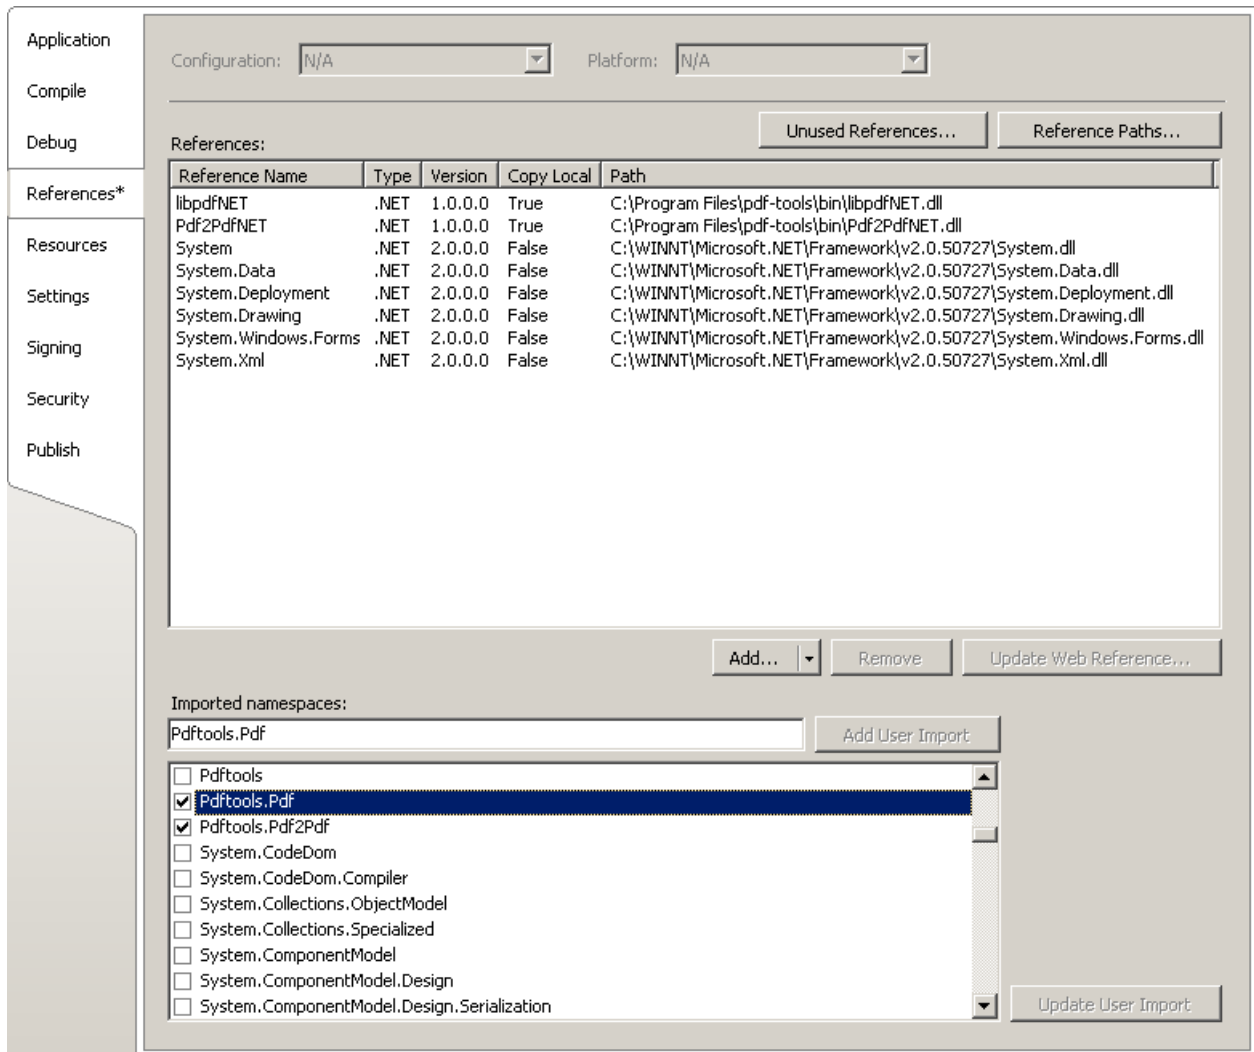 Application
Compile
Debug
References*
Resources
Settings
Signing
Security
Publish
Configuration: N/A Platform: N/A
Unused References... Reference Paths...
References:
Reference Name Type Version Copy Local Path
libpdfNET .NET 1.0.0.0 True C:\Program Files\pdf-tools\bin\libpdfNET.dll
Pdf2PdfNET .NET 1.0.0.0 True C:\Program Files\pdf-tools\bin\Pdf2PdfNET.dll
System .NET 2.0.0.0 False C:\WINNT\Microsoft.NET\Framework\v2.0.50727\System.dll
System.Data .NET 2.0.0.0 False C:\WINNT\Microsoft.NET\Framework\v2.0.50727\System.Data.dll
System.Deployment .NET 2.0.0.0 False C:\WINNT\Microsoft.NET\Framework\v2.0.50727\System.Deployment.dll
System.Drawing .NET 2.0.0.0 False C:\WINNT\Microsoft.NET\Framework\v2.0.50727\System.Drawing.dll
System.Windows.Forms .NET 2.0.0.0 False C:\WINNT\Microsoft.NET\Framework\v2.0.50727\System.Windows.Forms.dll
System.Xml .NET 2.0.0.0 False C:\WINNT\Microsoft.NET\Framework\v2.0.50727\System.Xml.dll
Add... Remove Update Web Reference...
Imported namespaces:
Pdftools.Pdf Add User Import
Pdftools
Pdftools.Pdf
Pdftools.Pdf2Pdf
System.CodeDom
System.CodeDom.Compiler
System.Collections.ObjectModel
System.Collections.Specialized
System.ComponentModel
System.ComponentModel.Design
System.ComponentModel.Design.Serialization
Update User Import